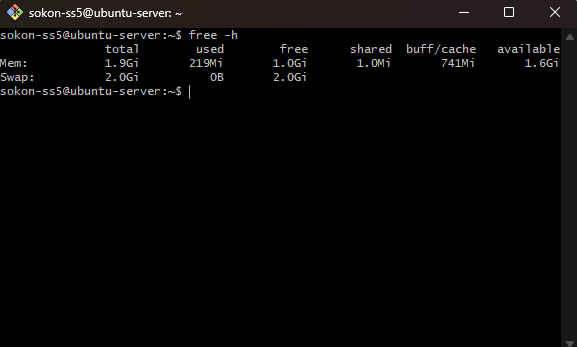 sokon-ss5@ubuntu-server: ~
sokon-ss5@ubuntu-server:~$ free -h
              total        used        free      shared  buff/cache   available
Mem:          1.9Gi       219Mi       1.0Gi       1.0Mi       741Mi       1.6Gi
Swap:         2.0Gi          0B       2.0Gi
sokon-ss5@ubuntu-server:~$